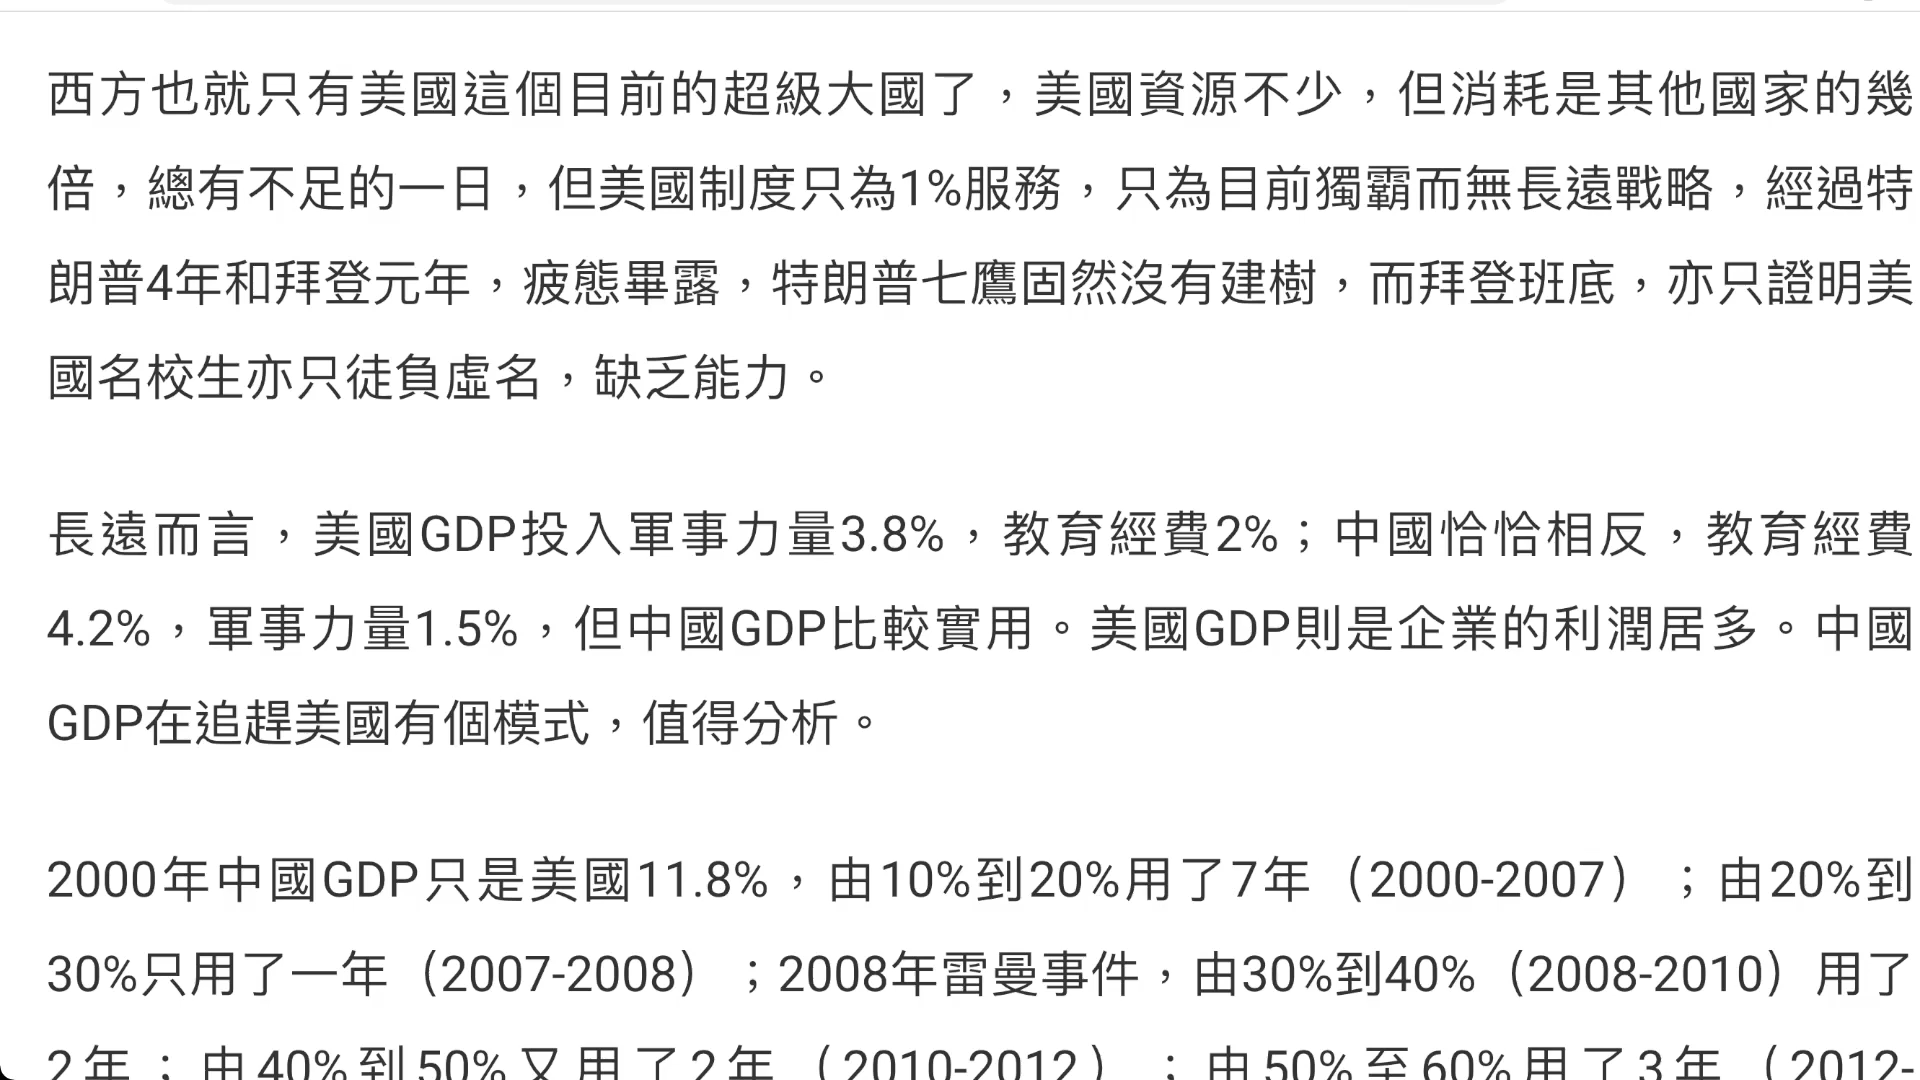 西方也就只有美國這個目前的超級大國了，美國資源不少，但消耗是其他國家的幾
倍，總有不足的一日，但美國制度只為1%服務，只為目前獨霸而無長遠戰略，經過特
朗普4年和拜登元年，疲態畢露，特朗普七鷹固然沒有建樹，而拜登班底，亦只證明美
國名校生亦只徒負虛名，缺乏能力。
長遠而言，美國GDP投入軍事力量3.8%，教育經費2%；中國恰恰相反，教育經費
4.2%，軍事力量1.5%，但中國GDP比較實用。美國GDP則是企業的利潤居多。中國
GDP在追趕美國有個模式，值得分析。
2000年中國GDP只是美國11.8%，由10%到20%用了7年（2000-2007）；由20%到
30%只用了一年（2007-2008）；2008年雷曼事件，由30%到40%（2008-2010）用了
2年；由40%到50%又用了2年（2010-2012）；由50%至60%用了3年（2012-